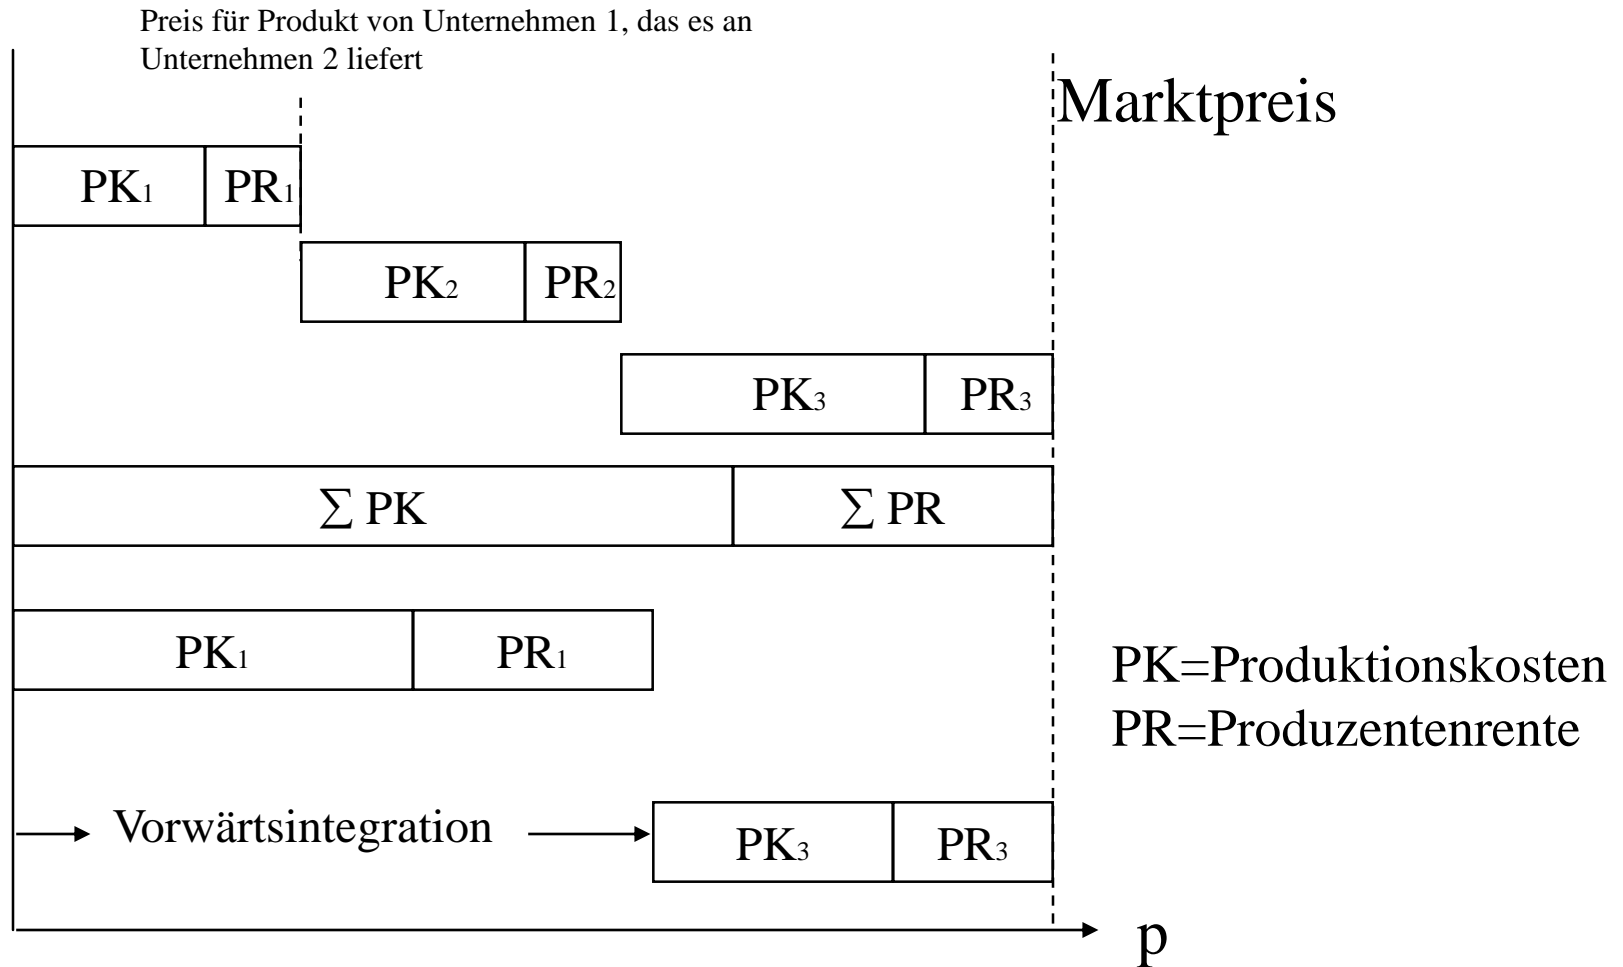 Preis für Produkt von Unternehmen 1, das es an
Unternehmen 2 liefert
Marktpreis
PK₁ PR₁
PK₂ PR₂
PK₃ PR₃
∑ PK ∑ PR
PK₁ PR₁
PK=Produktionskosten
PR=Produzentenrente
Vorwärtsintegration
PK₃ PR₃
p